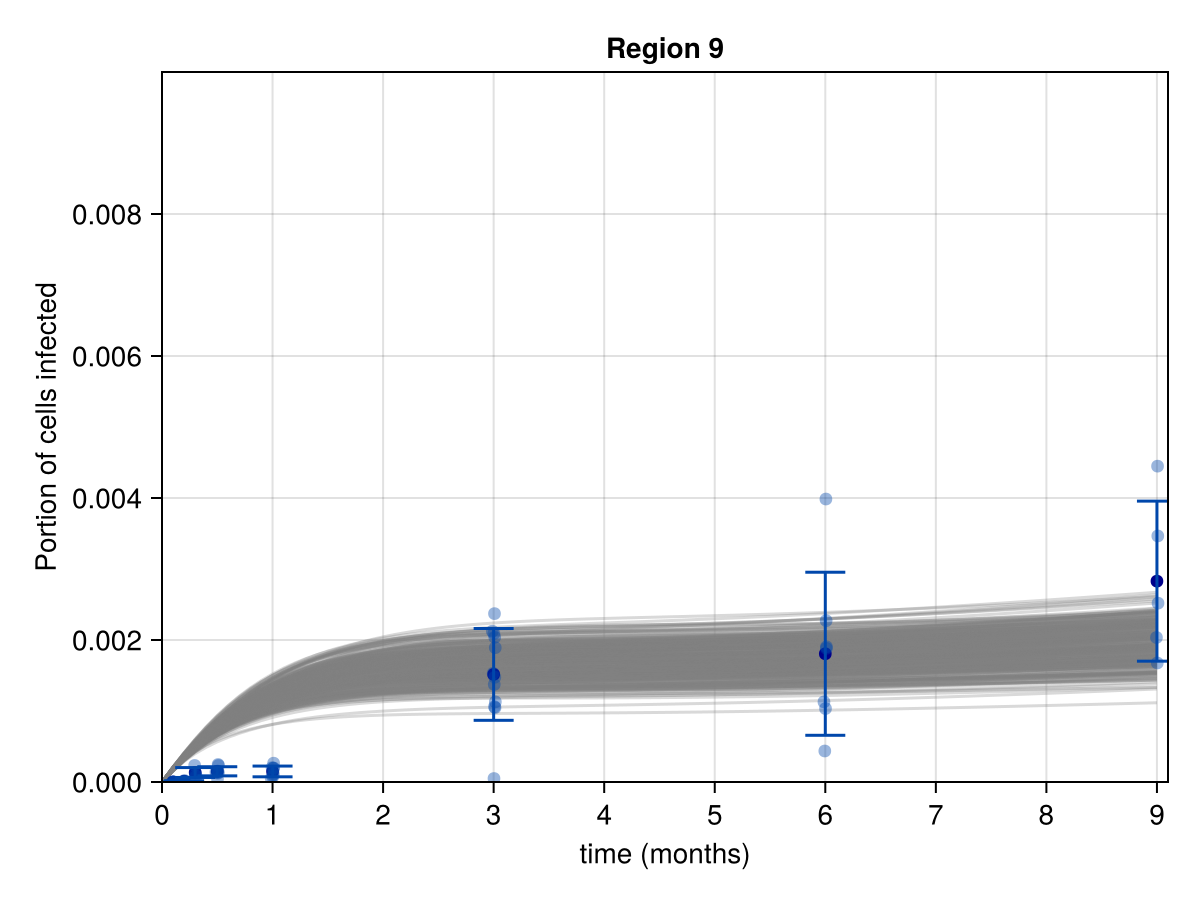 Region 9
Portion of cells infected
0.008
0.006
0.004
0.002
0.000
0 1 2 3 4 5 6 7 8 9
time (months)